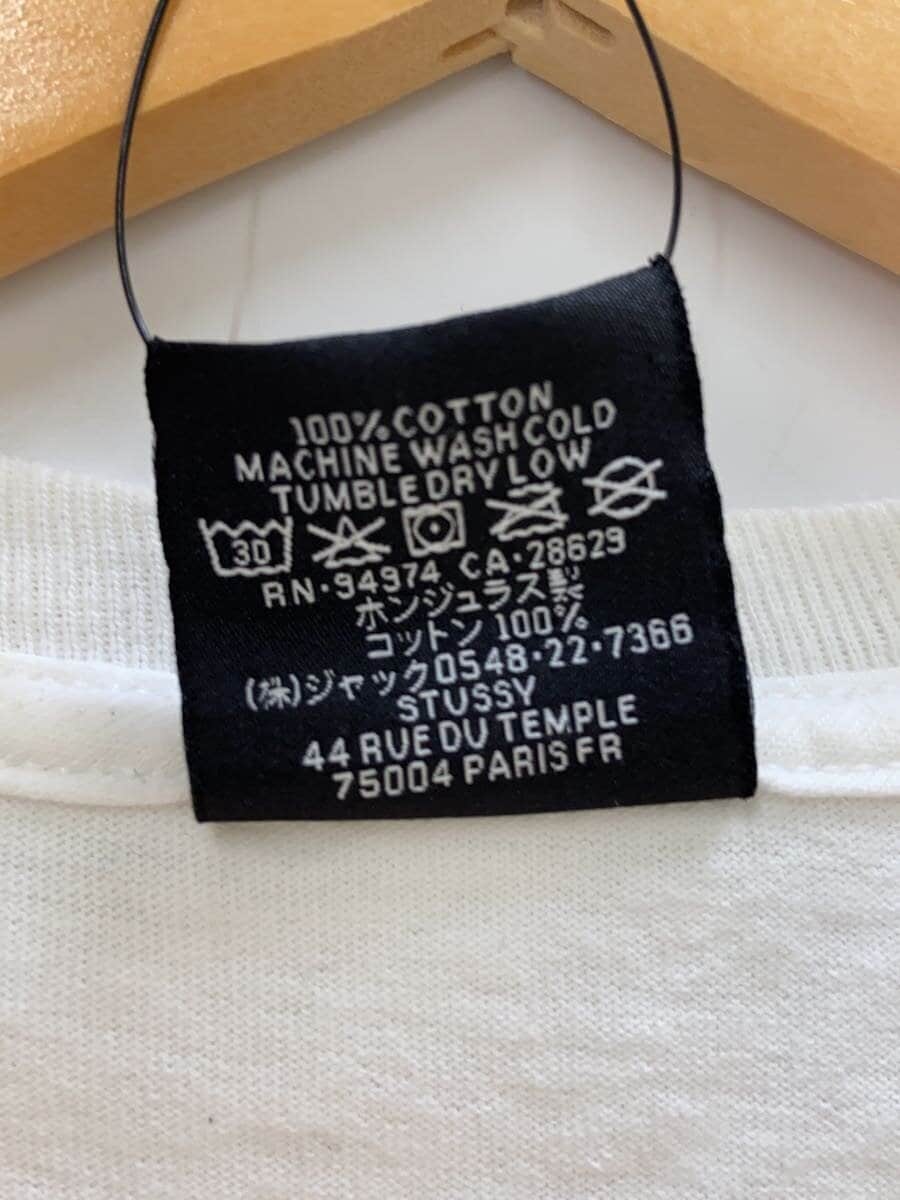 100% COTTON
MACHINE WASH COLD
TUMBLE DRY LOW
30
RN·94974 CA·28629
ホンジュラス製
コットン 100%
(株)ジャック0548·22·7366
STUSSY
44 RUE DU TEMPLE
75004 PARIS FR